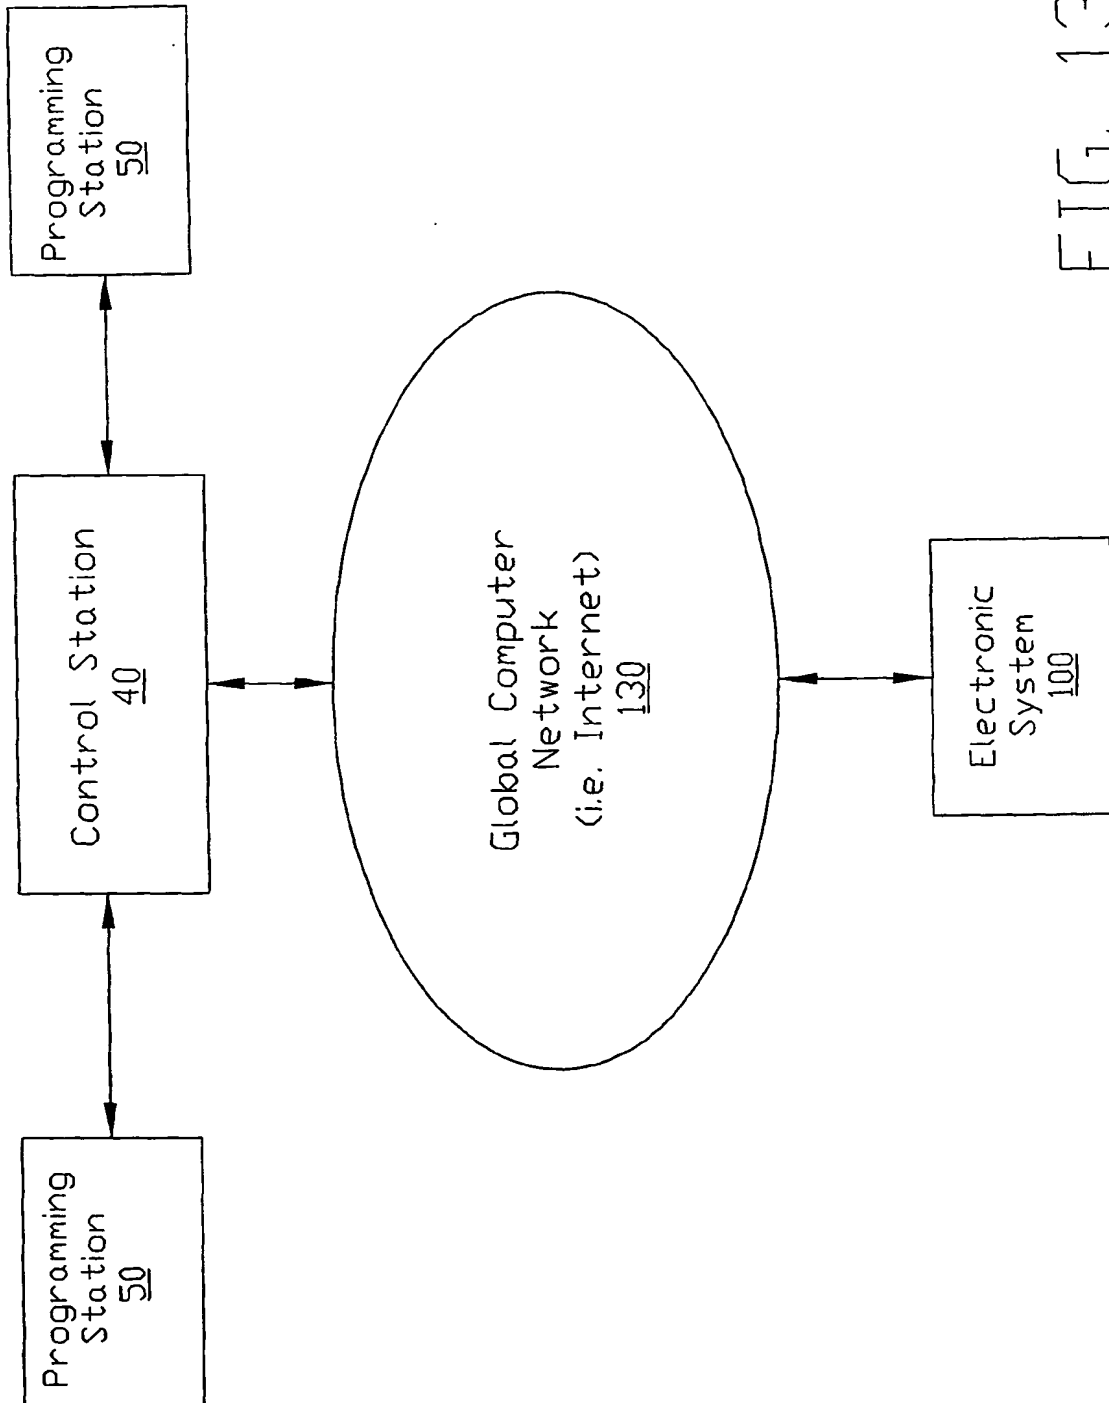 Programming
Station
50
Control Station
40
Programming
Station
50
Global Computer
Network
(i.e. Internet)
130
Electronic
System
100
FIG. 13